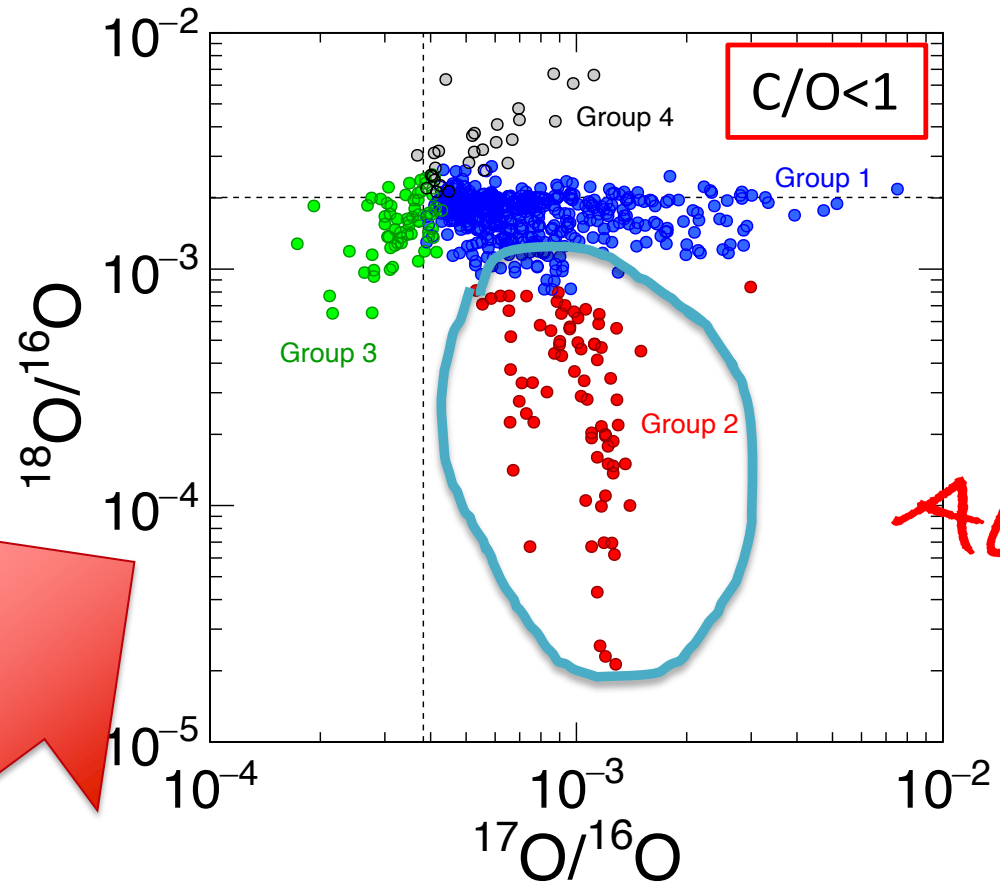 10⁻²
C/O<1
Group 4
Group 1
10⁻³
Group 3
¹⁸O/¹⁶O
Group 2
10⁻⁴
10⁻⁵
10⁻⁴ 10⁻³ 10⁻²
¹⁷O/¹⁶O